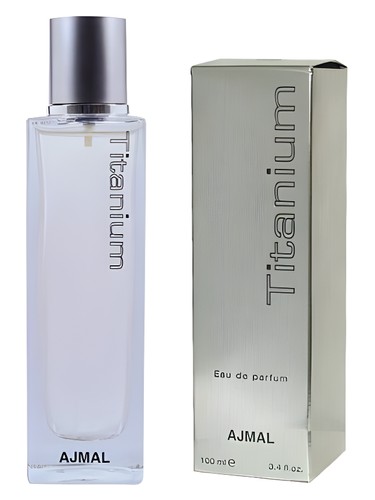 Titanium
AJMAL
Titanium
Eau de parfum
AJMAL
100 ml e 3.4 fl oz.